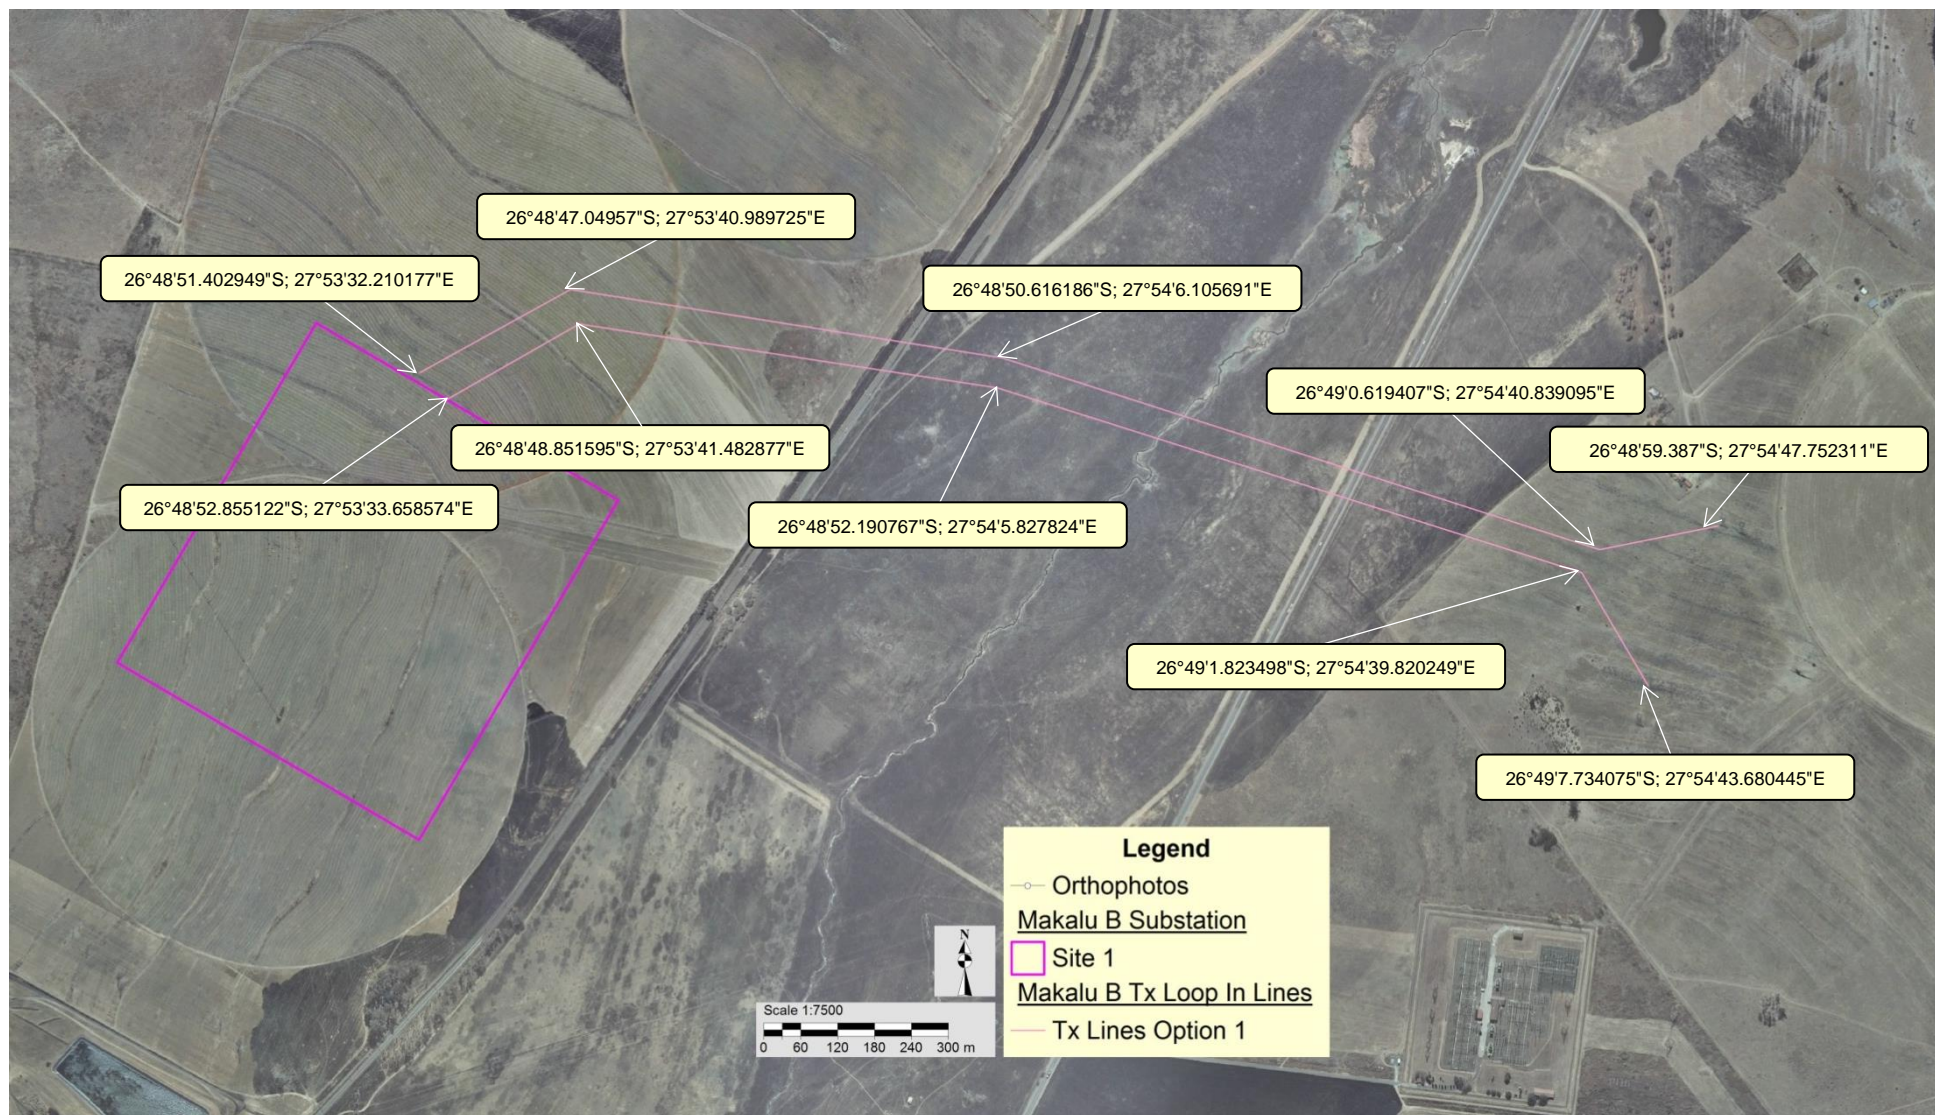 26°48'47.04957"S; 27°53'40.989725"E
26°48'51.402949"S; 27°53'32.210177"E
26°48'50.616186"S; 27°54'6.105691"E
26°49'0.619407"S; 27°54'40.839095"E
26°48'48.851595"S; 27°53'41.482877"E
26°48'59.387"S; 27°54'47.752311"E
26°48'52.855122"S; 27°53'33.658574"E
26°48'52.190767"S; 27°54'5.827824"E
26°49'1.823498"S; 27°54'39.820249"E
26°49'7.734075"S; 27°54'43.680445"E
Legend
Orthophotos
Makalu B Substation
Site 1
Makalu B Tx Loop In Lines
Tx Lines Option 1
N
Scale 1:7500
0 60 120 180 240 300 m